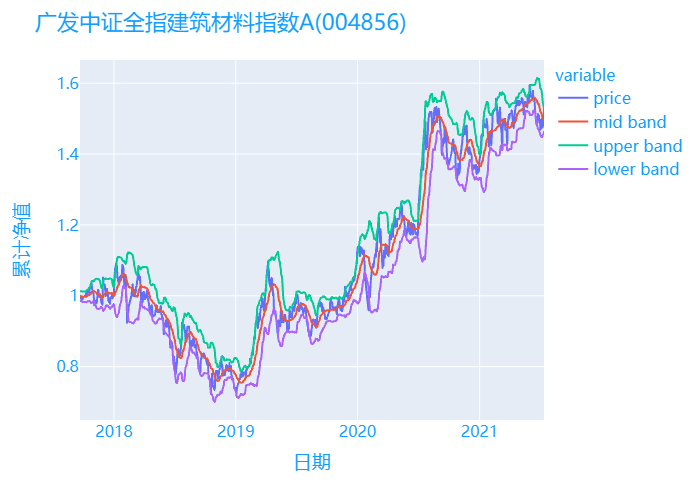 广发中证全指建筑材料指数A(004856)
variable
price
mid band
upper band
lower band
1.6
1.4
1.2
1
0.8
累计净值
2018 2019 2020 2021
日期